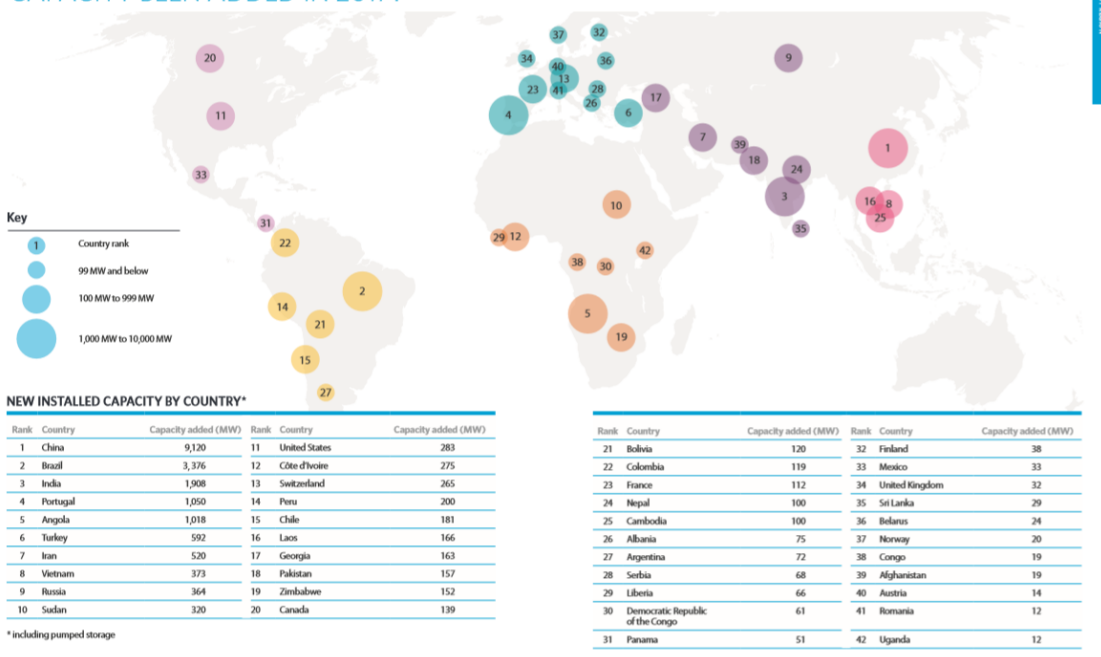 37 32
34 40 36
20 9
13
23 41 28
26 17
11 4 6
7 39
18 1
24
33 3
10 16 8
25
31 29 12 35
22 42
38 30
2
14 5
21 19
15
27
Key
1 Country rank
99 MW and below
100 MW to 999 MW
1,000 MW to 10,000 MW
NEW INSTALLED CAPACITY BY COUNTRY*
Rank Country Capacity added (MW) Rank Country Capacity added (MW)
1 China 9,120 11 United States 283
2 Brazil 3,376 12 Côte d'Ivoire 275
3 India 1,908 13 Switzerland 265
4 Portugal 1,050 14 Peru 200
5 Angola 1,018 15 Chile 181
6 Turkey 592 16 Laos 166
7 Iran 520 17 Georgia 163
8 Vietnam 373 18 Pakistan 157
9 Russia 364 19 Zimbabwe 152
10 Sudan 320 20 Canada 139
* including pumped storage
Rank Country Capacity added (MW) Rank Country Capacity added (MW)
21 Bolivia 120 32 Finland 38
22 Colombia 119 33 Mexico 33
23 France 112 34 United Kingdom 32
24 Nepal 100 35 Sri Lanka 29
25 Cambodia 100 36 Belarus 24
26 Albania 75 37 Norway 20
27 Argentina 72 38 Congo 19
28 Serbia 68 39 Afghanistan 19
29 Liberia 66 40 Austria 14
30 Democratic Republic 61 41 Romania 12
of the Congo
31 Panama 51 42 Uganda 12